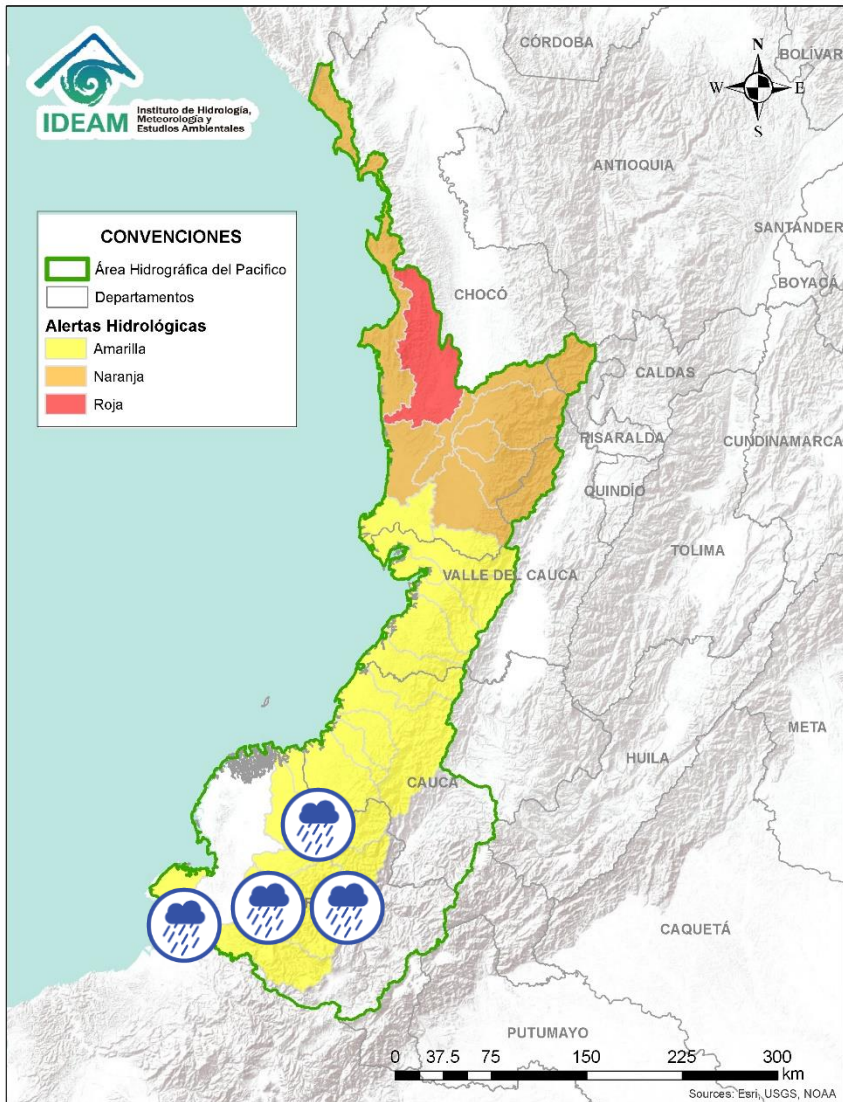 IDEAM
Instituto de Hidrología,
Meteorología y
Estudios Ambientales
CÓRDOBA
BOLÍVAR
N
W
E
S
ANTIOQUIA
SANTANDER
BOYACÁ
CONVENCIONES
Área Hidrográfica del Pacifico
Departamentos
Alertas Hidrológicas
Amarilla
Naranja
Roja
CHOCÓ
CALDAS
RISARALDA
CUNDINAMARCA
QUINDÍO
TOLIMA
VALLE DEL CAUCA
META
HUILA
CAUCA
CAQUETÁ
PUTUMAYO
0 37.5 75 150 225 300
km
Sources: Esri, USGS, NOAA